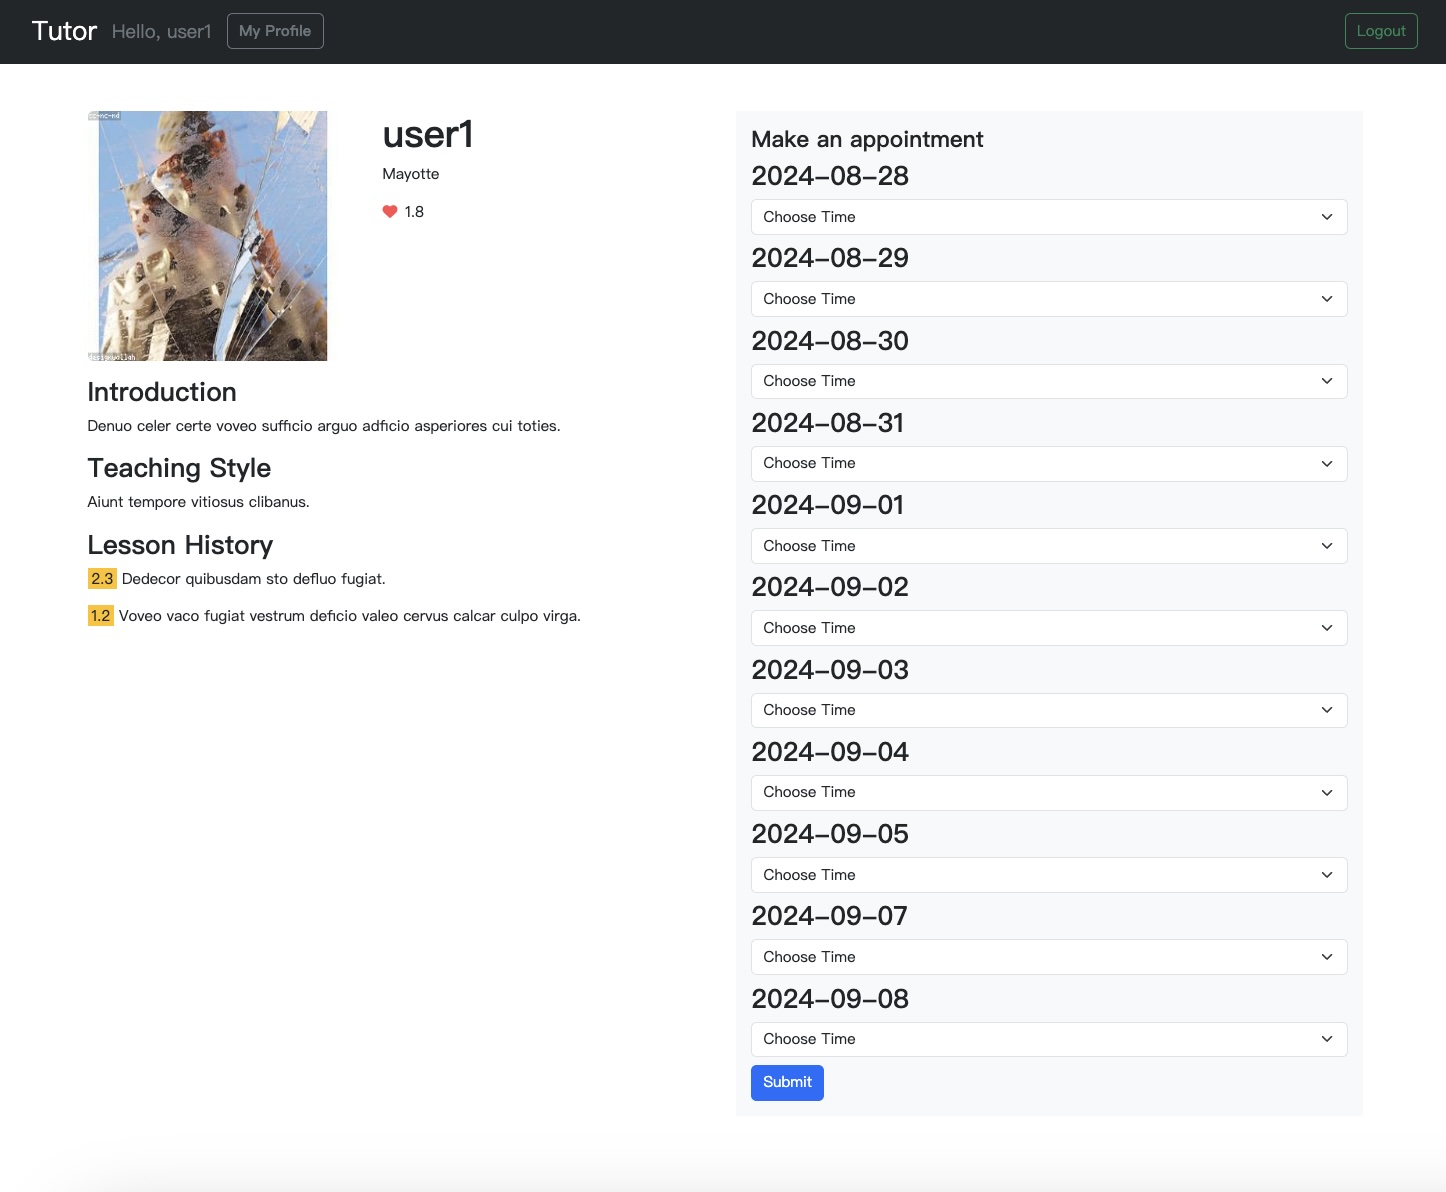 Tutor Hello, user1 My Profile Logout
cc-nc-nd
user1
Mayotte
1.8
designwallah
Introduction
Denuo celer certe voveo sufficio arguo adficio asperiores cui toties.
Teaching Style
Aiunt tempore vitiosus clibanus.
Lesson History
2.3 Dedecor quibusdam sto defluo fugiat.
1.2 Voveo vaco fugiat vestrum deficio valeo cervus calcar culpo virga.
Make an appointment
2024-08-28
Choose Time
2024-08-29
Choose Time
2024-08-30
Choose Time
2024-08-31
Choose Time
2024-09-01
Choose Time
2024-09-02
Choose Time
2024-09-03
Choose Time
2024-09-04
Choose Time
2024-09-05
Choose Time
2024-09-07
Choose Time
2024-09-08
Choose Time
Submit